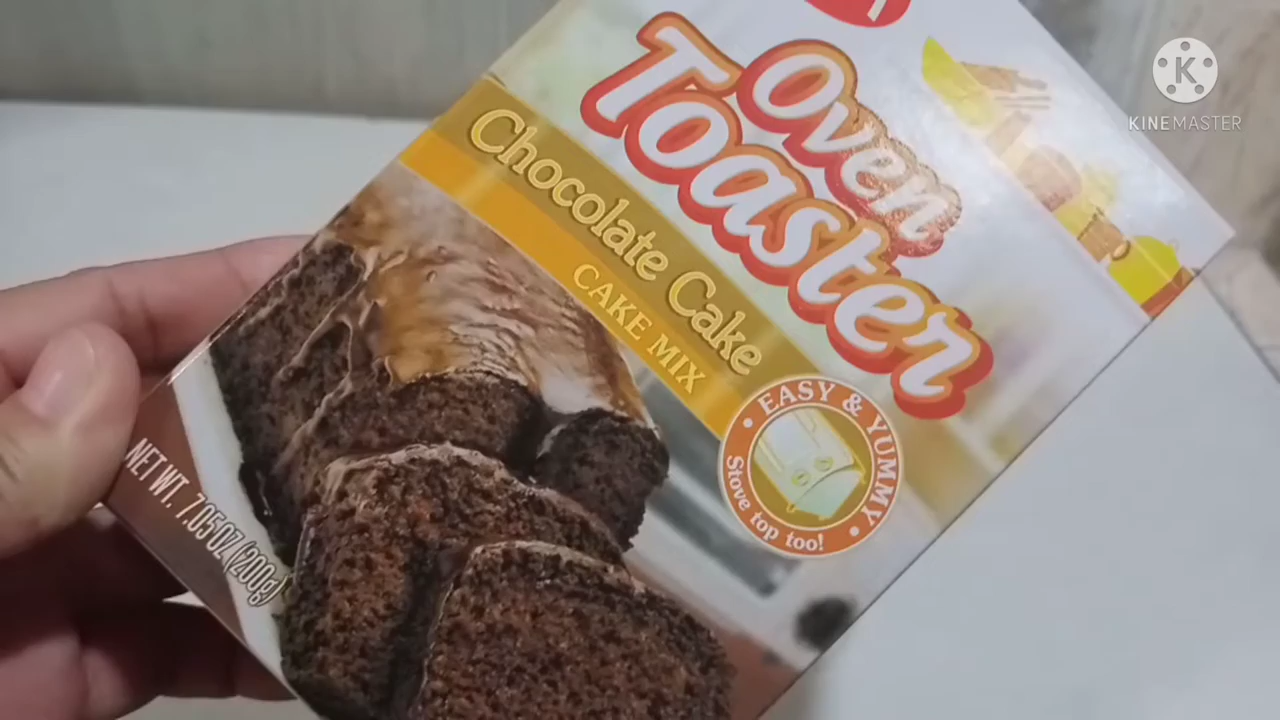 Oven
Toaster
Chocolate Cake
CAKE MIX
EASY & YUMMY
Stove top too!
NET WT. 7.05 OZ (200g)
K
KINEMASTER